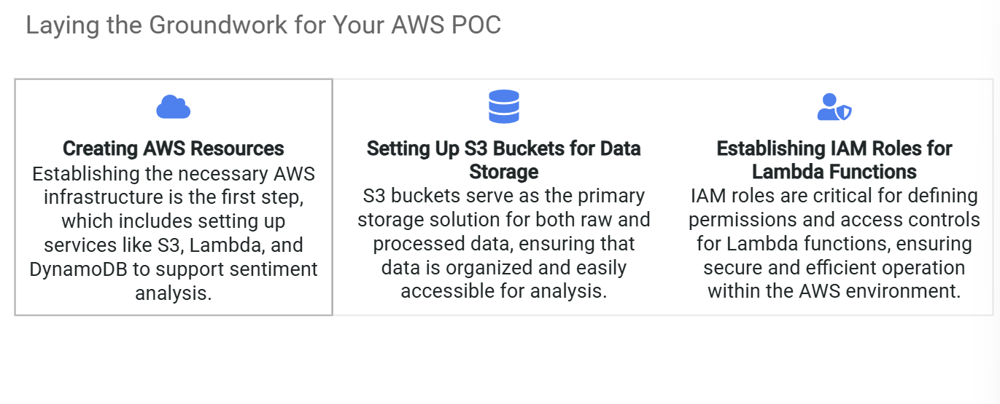 Laying the Groundwork for Your AWS POC
Creating AWS Resources
Establishing the necessary AWS
infrastructure is the first step,
which includes setting up
services like S3, Lambda, and
DynamoDB to support sentiment
analysis.
Setting Up S3 Buckets for Data
Storage
S3 buckets serve as the primary
storage solution for both raw and
processed data, ensuring that
data is organized and easily
accessible for analysis.
Establishing IAM Roles for
Lambda Functions
IAM roles are critical for defining
permissions and access controls
for Lambda functions, ensuring
secure and efficient operation
within the AWS environment.